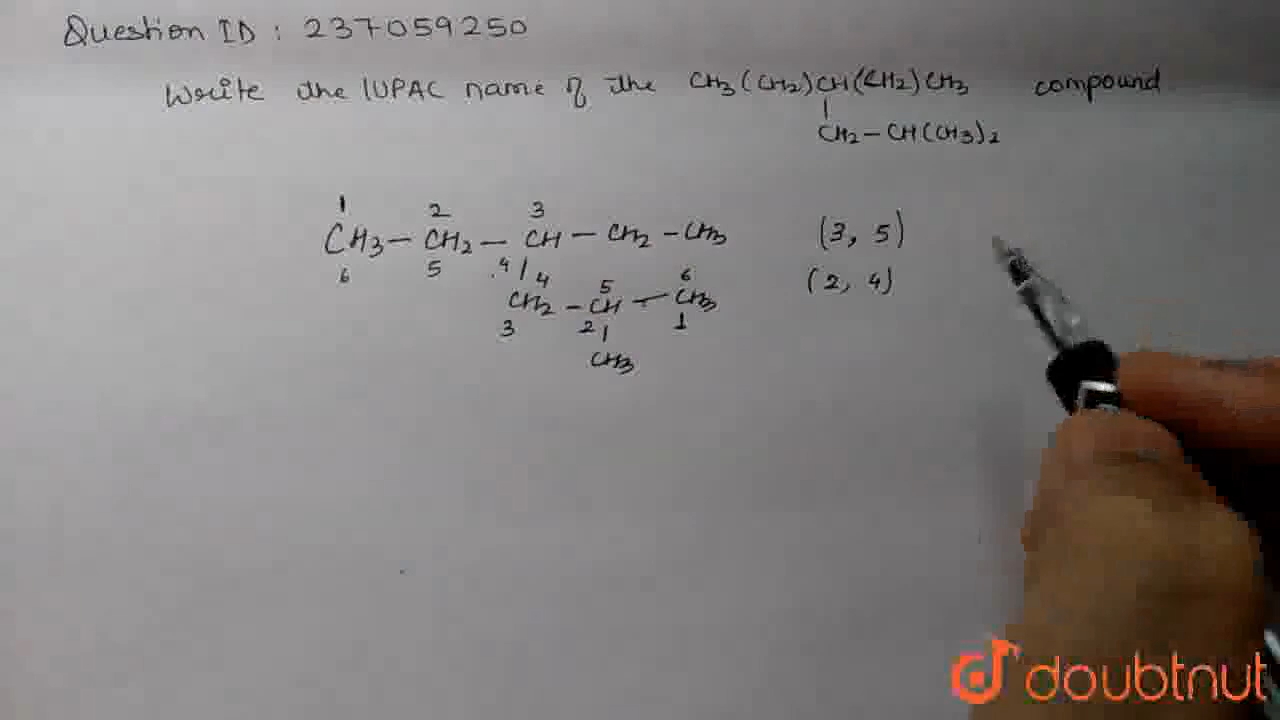 Question ID : 237059250
Write the IUPAC name of the CH3(CH2)CH(CH2)CH3 compound
|
CH2-CH(CH3)2
1 2 3
CH3-CH2-CH-CH2-CH3 (3, 5)
6 5 .4 | 4 5 6 (2, 4)
CH2-CH-CH3
3 2 | 1
CH3
doubtnut